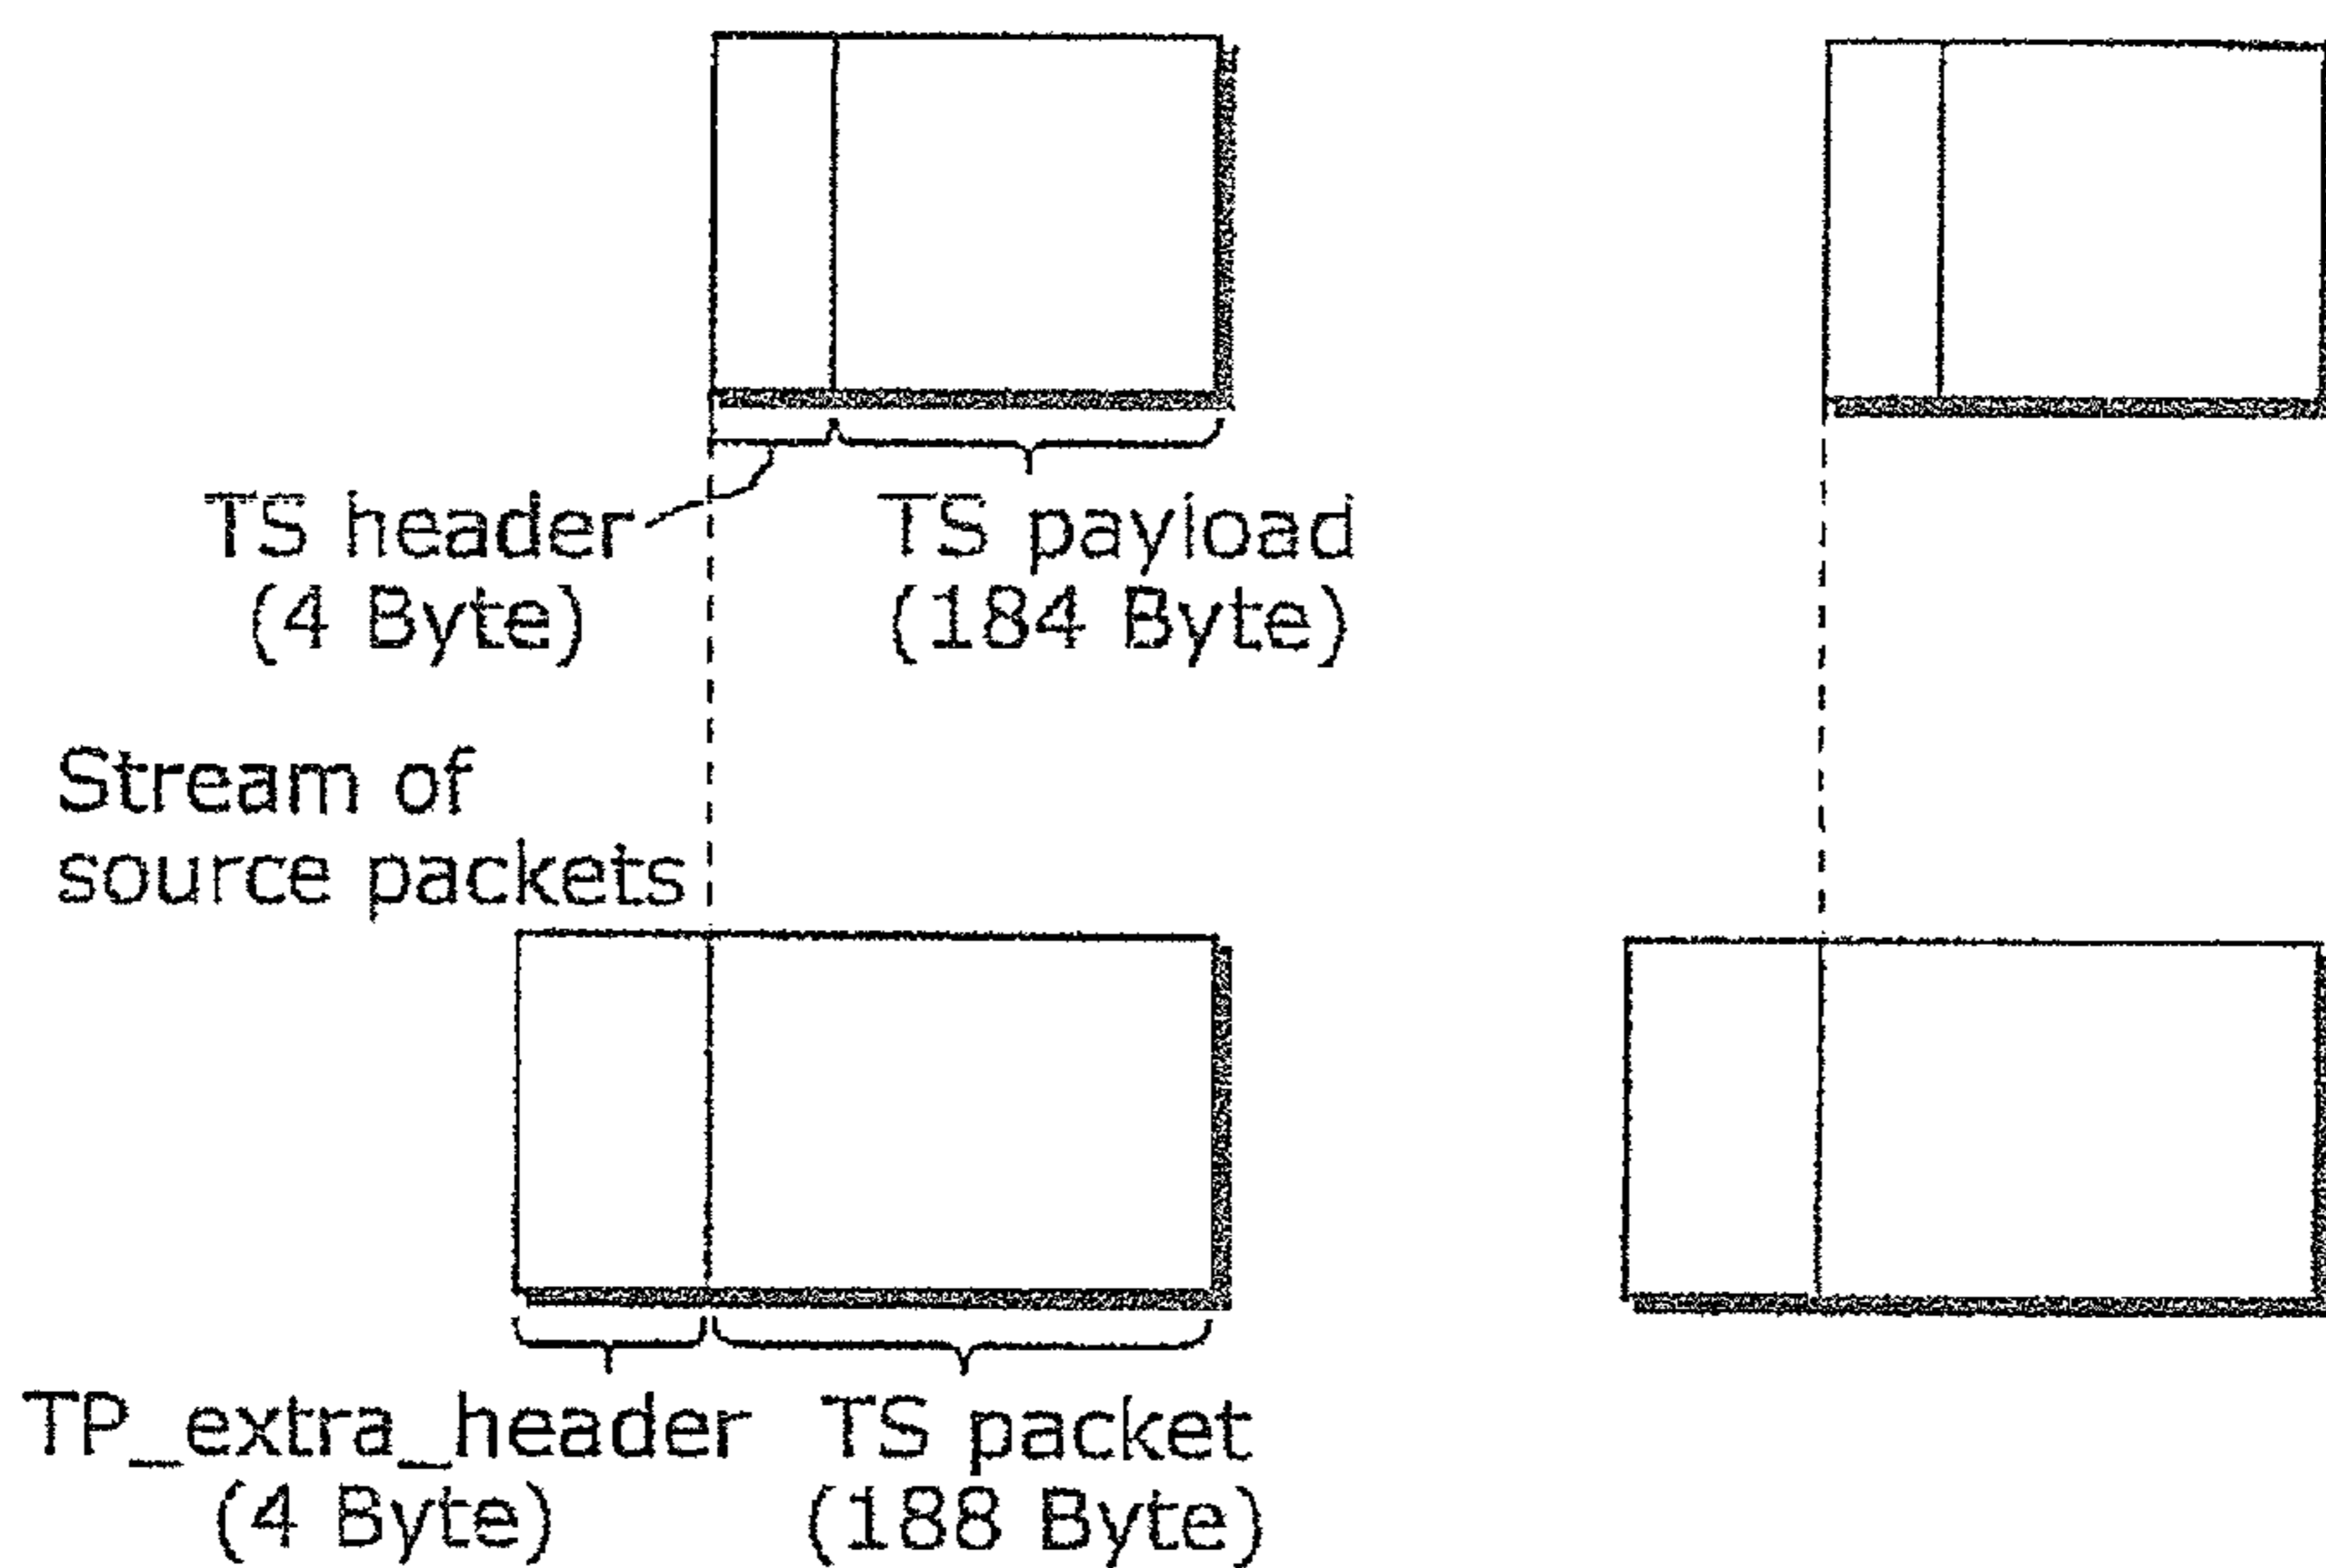 TS header
(4 Byte)
TS payload
(184 Byte)
Stream of
source packets
TP_extra_header
(4 Byte)
TS packet
(188 Byte)